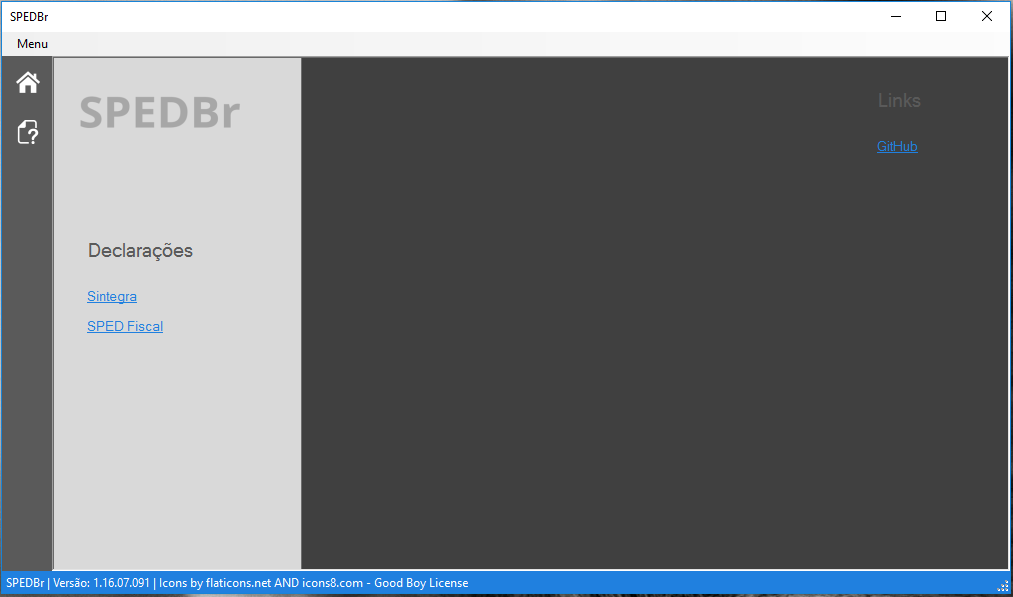 SPEDBr
Menu
SPEDBr
Declarações
Sintegra
SPED Fiscal
Links
GitHub
SPEDBr | Versão: 1.16.07.091 | Icons by flaticons.net AND icons8.com - Good Boy License